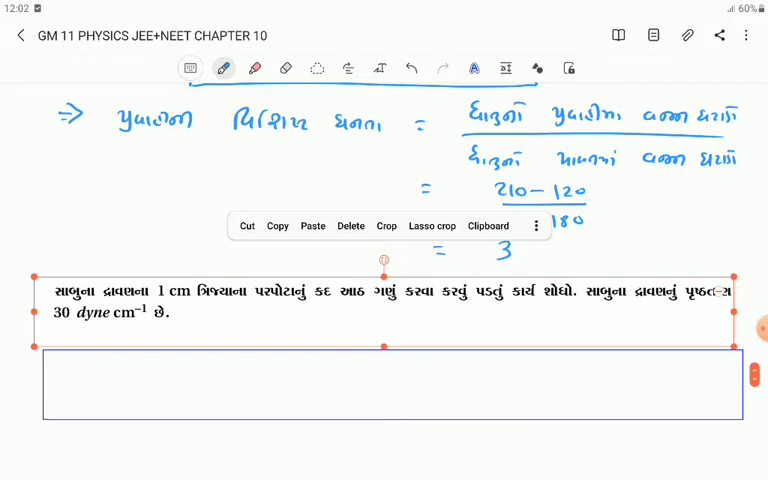 12:02
60%
GM 11 PHYSICS JEE+NEET CHAPTER 10
⇒ પ્રવાહીની વિશિષ્ટ ઘનતા = ધાતુનો પ્રવાહીમાં વજન ઘટાડો
ધાતુનો પાણીમાં વજન ઘટાડો
= 210 - 120
180
Cut Copy Paste Delete Crop Lasso crop Clipboard
= 3
સાબુના દ્રાવણના 1 cm ત્રિજ્યાના પરપોટાનું કદ આઠ ગણું કરવા કરવું પડતું કાર્ય શોધો. સાબુના દ્રાવણનું
30 dyne cm⁻¹ છે.